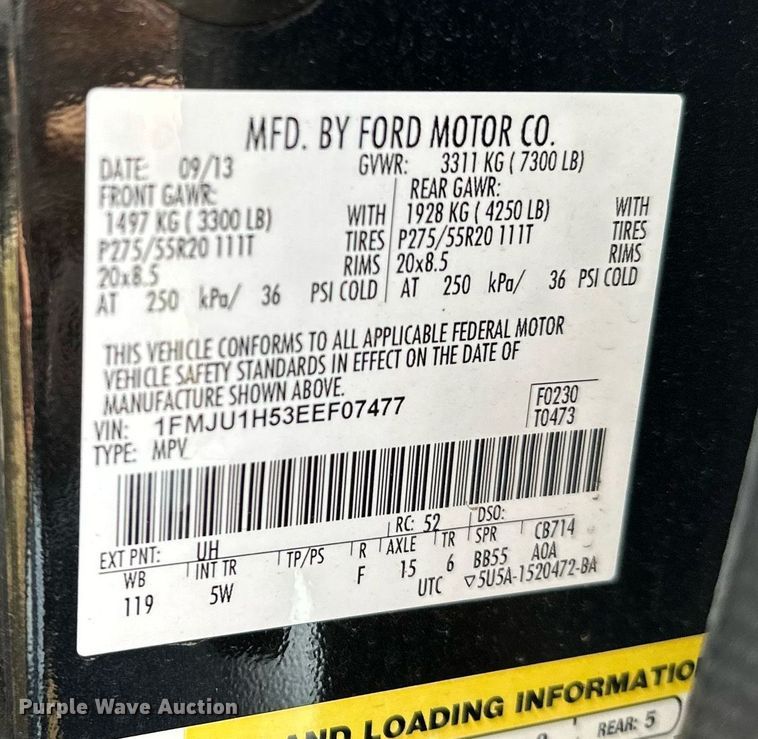 MFD. BY FORD MOTOR CO.
DATE: 09/13 GVWR: 3311 KG ( 7300 LB)
FRONT GAWR: REAR GAWR:
1497 KG ( 3300 LB) WITH 1928 KG ( 4250 LB) WITH
P275/55R20 111T TIRES P275/55R20 111T TIRES
20x8.5 RIMS 20x8.5 RIMS
AT 250 kPa/ 36 PSI COLD AT 250 kPa/ 36 PSI COLD
THIS VEHICLE CONFORMS TO ALL APPLICABLE FEDERAL MOTOR
VEHICLE SAFETY STANDARDS IN EFFECT ON THE DATE OF
MANUFACTURE SHOWN ABOVE.
VIN: 1FMJU1H53EEF07477 F0230
TYPE: MPV T0473
EXT PNT: UH RC: 52 DSO:
WB INT TR TP/PS R AXLE TR SPR CB714
119 5W F 15 6 BB55 AOA
UTC ▽5U5A-1520472-BA
AND LOADING INFORMATIO
REAR: 5
Purple Wave Auction